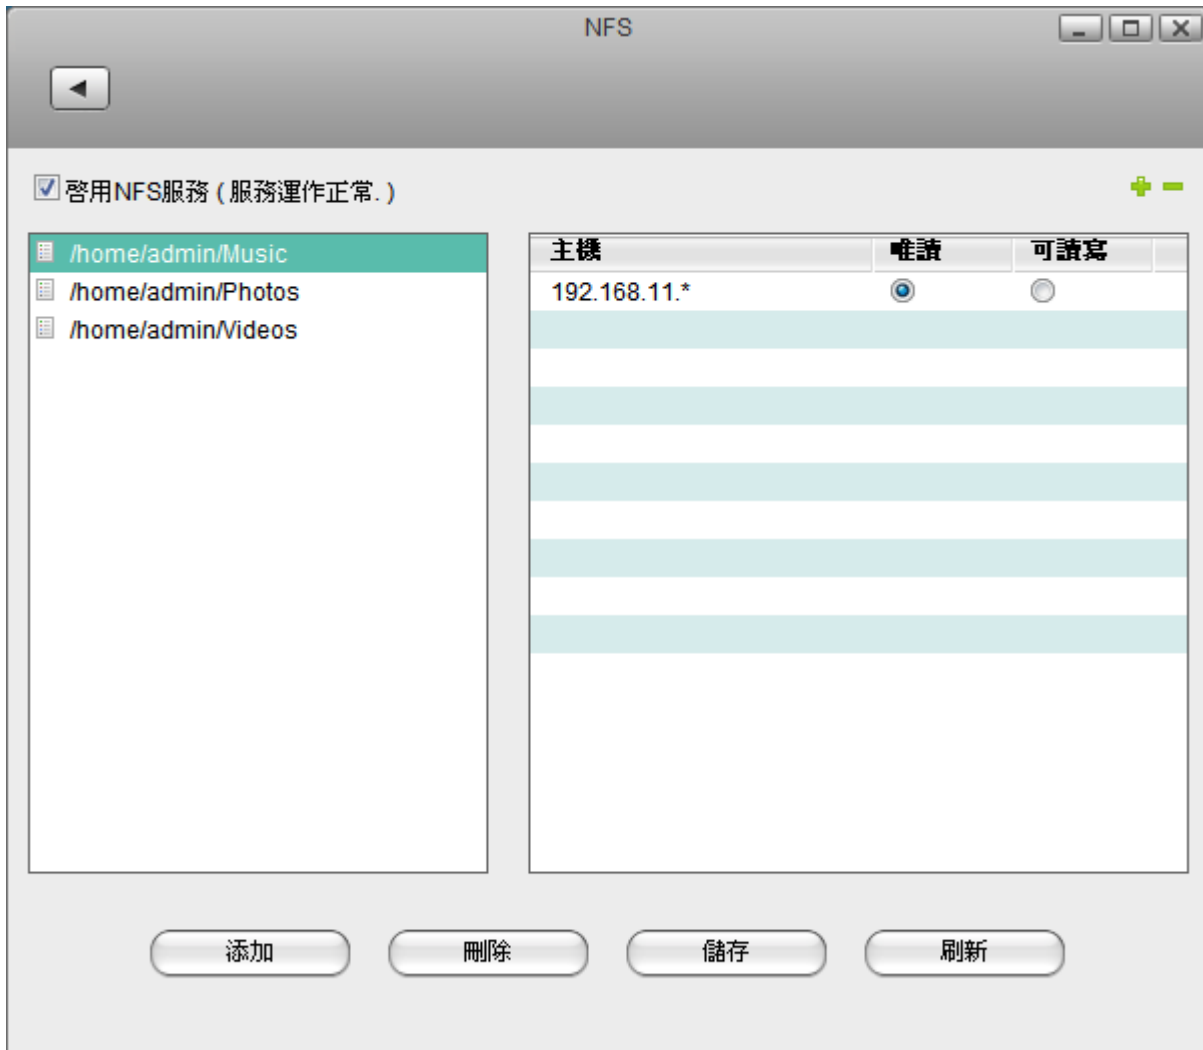 NFS
啓用NFS服務 ( 服務運作正常. )
/home/admin/Music
/home/admin/Photos
/home/admin/Videos
主機 唯讀 可讀寫
192.168.11.*
添加 刪除 儲存 刷新